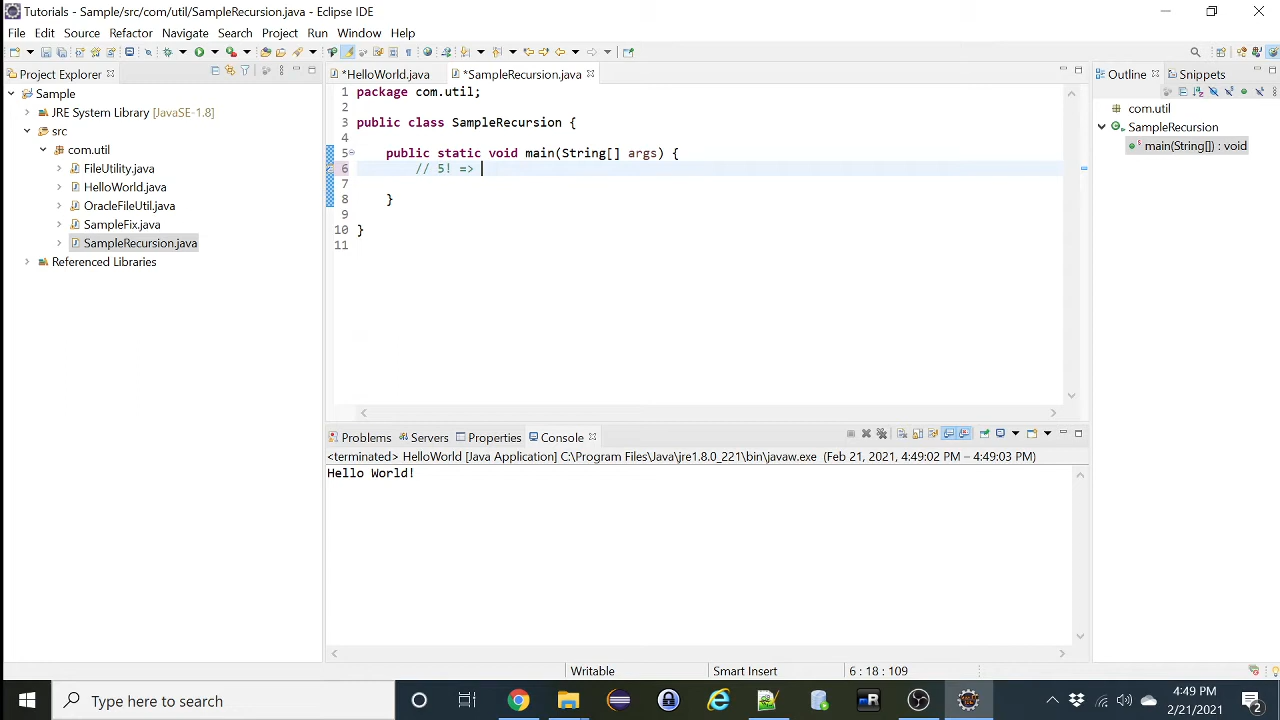 Tutorials - Sample/src/com/util/SampleRecursion.java - Eclipse IDE
File Edit Source Refactor Navigate Search Project Run Window Help
Project Explorer
*HelloWorld.java *SampleRecursion.java
Outline Snippets
Sample
JRE System Library [JavaSE-1.8]
src
com.util
FileUtility.java
HelloWorld.java
OracleFileUtil.java
SampleFix.java
SampleRecursion.java
Referenced Libraries
1 package com.util;
2
3 public class SampleRecursion {
4
5 public static void main(String[] args) {
6 // 5! =>
7
8 }
9
10 }
11
com.util
SampleRecursion
main(String[]) : void
Problems Servers Properties Console
<terminated> HelloWorld [Java Application] C:\Program Files\Java\jre1.8.0_221\bin\javaw.exe (Feb 21, 2021, 4:49:02 PM – 4:49:03 PM)
Hello World!
Writable Smart Insert 6 : 18 : 109
Type here to search
4:49 PM
2/21/2021
2